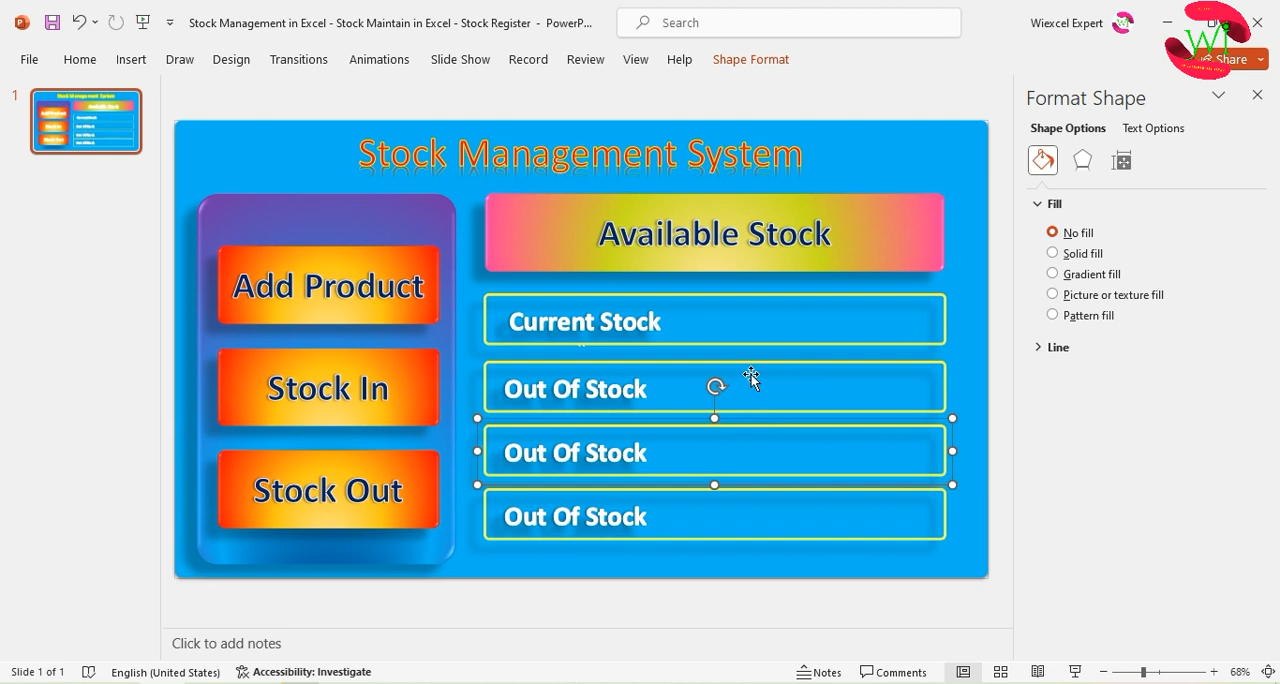 Stock Management in Excel - Stock Maintain in Excel - Stock Register - PowerP...
Search
Wiexcel Expert
File Home Insert Draw Design Transitions Animations Slide Show Record Review View Help Shape Format
Share
Wi
1
Format Shape
Shape Options Text Options
Fill
No fill
Solid fill
Gradient fill
Picture or texture fill
Pattern fill
Line
Stock Management System
Add Product
Stock In
Stock Out
Available Stock
Current Stock
Out Of Stock
Out Of Stock
Out Of Stock
Click to add notes
Slide 1 of 1 English (United States) Accessibility: Investigate Notes Comments 68%